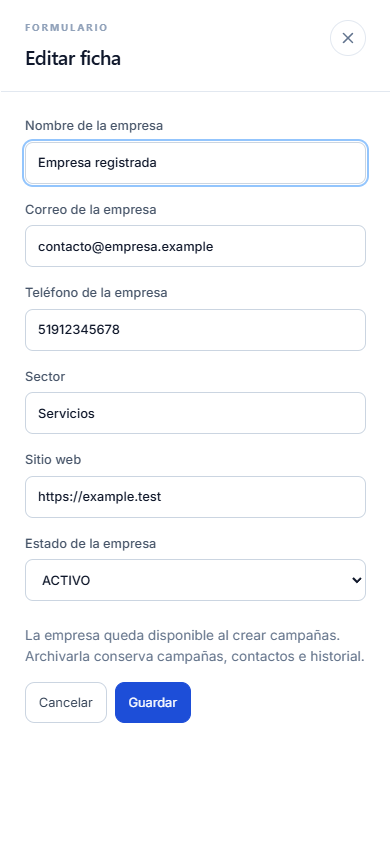 FORMULARIO
Editar ficha
Nombre de la empresa
Empresa registrada
Correo de la empresa
contacto@empresa.example
Teléfono de la empresa
51912345678
Sector
Servicios
Sitio web
https://example.test
Estado de la empresa
ACTIVO
La empresa queda disponible al crear campañas.
Archivarla conserva campañas, contactos e historial.
Cancelar
Guardar